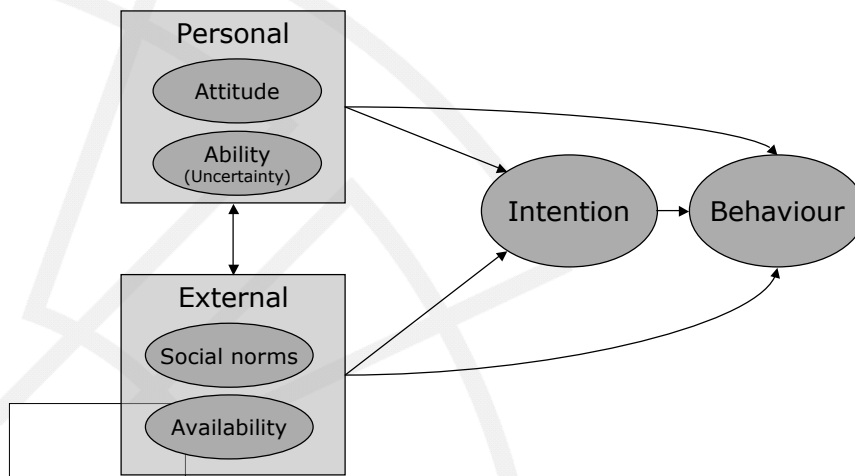 Personal
Attitude
Ability
(Uncertainty)
Intention
Behaviour
External
Social norms
Availability